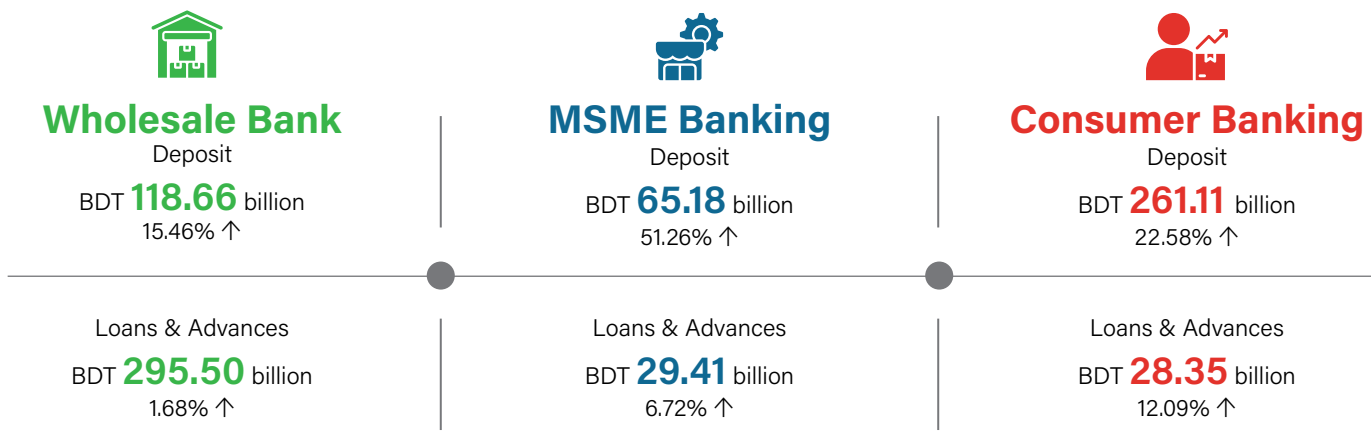 Wholesale Bank
Deposit
BDT 118.66 billion
15.46% ↑
MSME Banking
Deposit
BDT 65.18 billion
51.26% ↑
Consumer Banking
Deposit
BDT 261.11 billion
22.58% ↑
Loans & Advances
BDT 295.50 billion
1.68% ↑
Loans & Advances
BDT 29.41 billion
6.72% ↑
Loans & Advances
BDT 28.35 billion
12.09% ↑